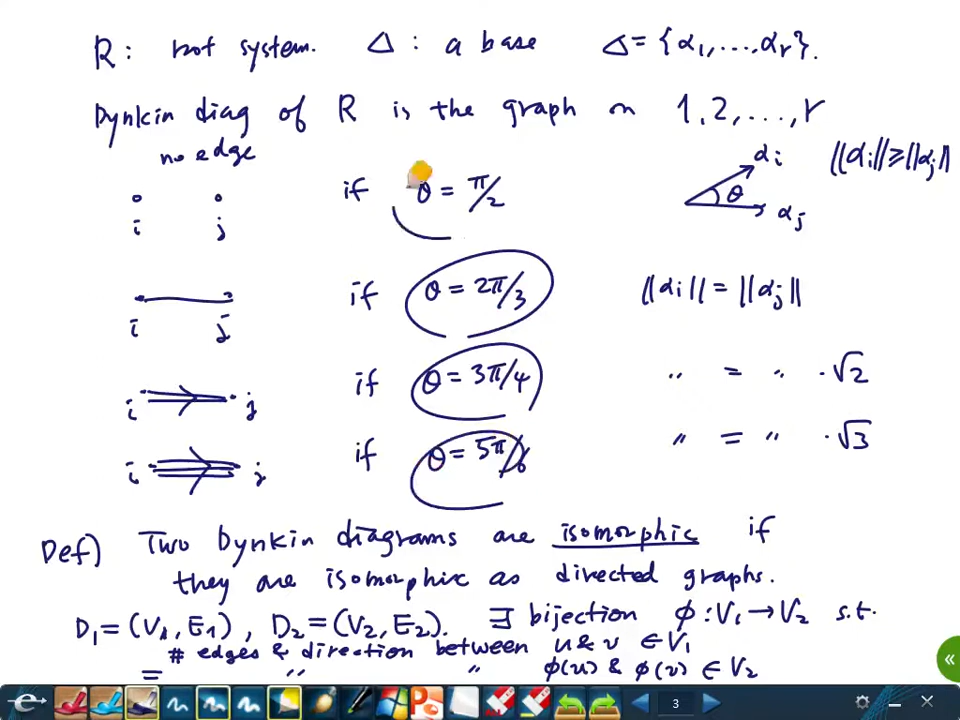 R : root system. Δ : a base Δ = {α₁, ..., αr}.
Dynkin diag of R is the graph on 1, 2, ..., r
no edge
i j if θ = π/2 αi θ αj ||αi|| ≥ ||αj||
i j if θ = 2π/3 ||αi|| = ||αj||
i j if θ = 3π/4 〃 = 〃 · √2
i j if θ = 5π/6 〃 = 〃 · √3
Def) Two Dynkin diagrams are isomorphic if
they are isomorphic as directed graphs.
D₁ = (V₁, E₁), D₂ = (V₂, E₂). ∃ bijection φ : V₁ → V₂ s.t.
# edges & direction between u & v ∈ V₁
= 〃 〃 φ(u) & φ(v) ∈ V₂
3